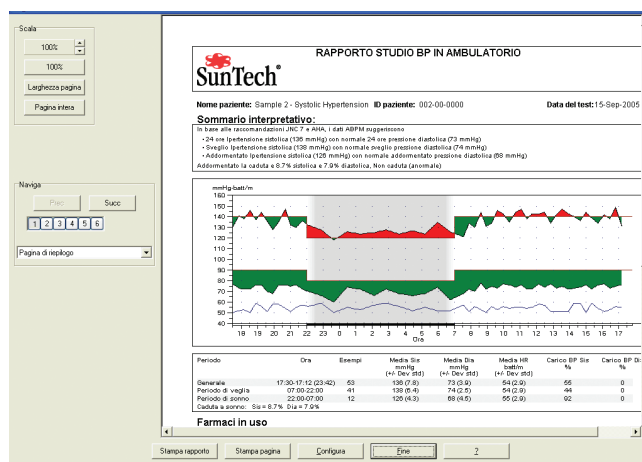 Scala
100%
100%
Larghezza pagina
Pagina intera
Naviga
Prec
Succ
1 2 3 4 5 6
Pagina di riepilogo
SunTech®
RAPPORTO STUDIO BP IN AMBULATORIO
Nome paziente: Sample 2 - Systolic Hypertension ID paziente: 002-00-0000 Data del test:15-Sep-2005
Sommario interpretativo:
In base alle raccomandazioni JNC 7 e AHA, i dati ABPM suggeriscono
• 24 ore Ipertensione sistolica (136 mmHg) con normale 24 ore pressione diastolica (73 mmHg)
• Sveglio Ipertensione sistolica (138 mmHg) con normale sveglio pressione diastolica (74 mmHg)
• Addormentato Ipertensione sistolica (126 mmHg) con normale addormentato pressione diastolica (68 mmHg)
Addormentato la caduta e 8.7% sistolica e 7.9% diastolica, Non caduta (anormale)
mmHg-batt/m
160
150
140
130
120
110
100
90
80
70
60
50
40
18 19 20 21 22 23 0 1 2 3 4 5 6 7 8 9 10 11 12 13 14 15 16 17
Ora
Periodo Ora Esempi Media Sis mmHg (+/- Dev std) Media Dia mmHg (+/- Dev std) Media HR batt/m (+/- Dev std) Carico BP Sis % Carico BP Di %
Generale 17:30-17:12 (23:42) 53 136 (7.8) 73 (3.9) 54 (2.9) 55 0
Periodo di veglia 07:00-22:00 41 138 (6.4) 74 (2.5) 54 (2.9) 44 0
Periodo di sonno 22:00-07:00 12 126 (4.3) 68 (4.5) 55 (2.9) 92 0
Caduta a sonno: Sis = 8.7% Dia = 7.9%
Farmaci in uso
Stampa rapporto
Stampa pagina
Configura
Fine
?